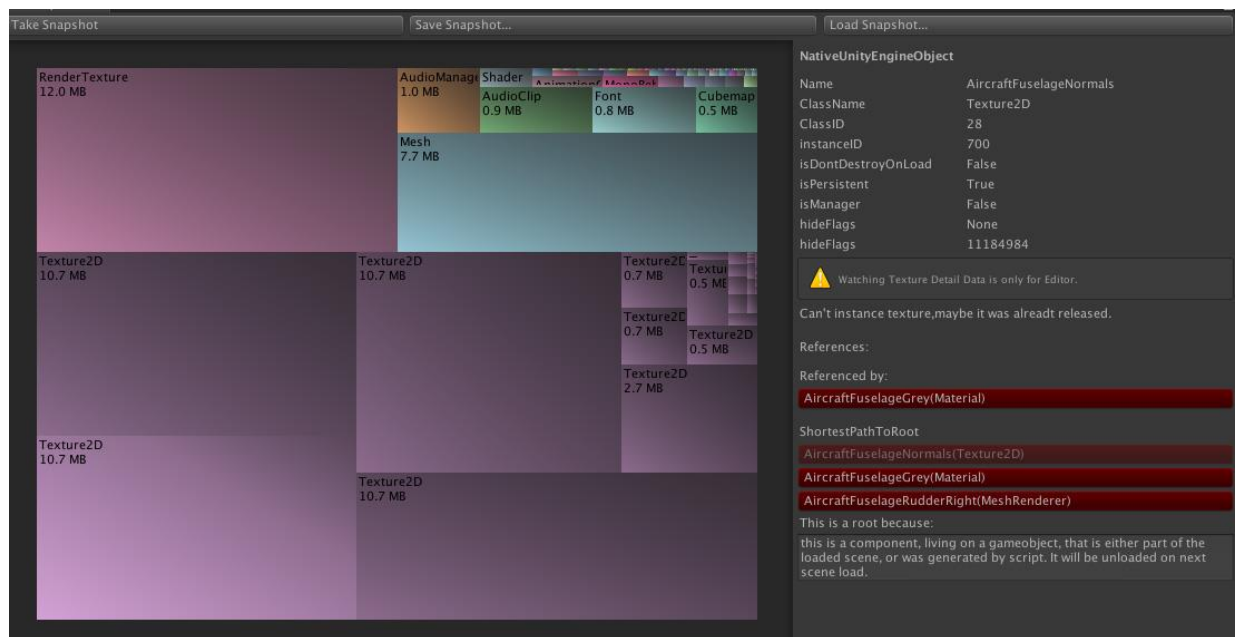 Take Snapshot
Save Snapshot...
Load Snapshot...
RenderTexture
12.0 MB
AudioManage
1.0 MB
Shader
AudioClip
0.9 MB
Font
0.8 MB
Cubemap
0.5 MB
Mesh
7.7 MB
Texture2D
10.7 MB
Texture2D
10.7 MB
Texture2D
0.7 MB
Textu
0.5 MB
Texture2D
0.7 MB
Texture2D
0.5 MB
Texture2D
2.7 MB
Texture2D
10.7 MB
Texture2D
10.7 MB
NativeUnityEngineObject
Name AircraftFuselageNormals
ClassName Texture2D
ClassID 28
instanceID 700
isDontDestroyOnLoad False
isPersistent True
isManager False
hideFlags None
hideFlags 11184984
Watching Texture Detail Data is only for Editor.
Can't instance texture,maybe it was alreadt released.
References:
Referenced by:
AircraftFuselageGrey(Material)
ShortestPathToRoot
AircraftFuselageNormals(Texture2D)
AircraftFuselageGrey(Material)
AircraftFuselageRudderRight(MeshRenderer)
This is a root because:
this is a component, living on a gameobject, that is either part of the
loaded scene, or was generated by script. It will be unloaded on next
scene load.